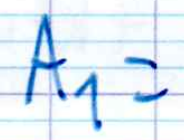 A₁ =